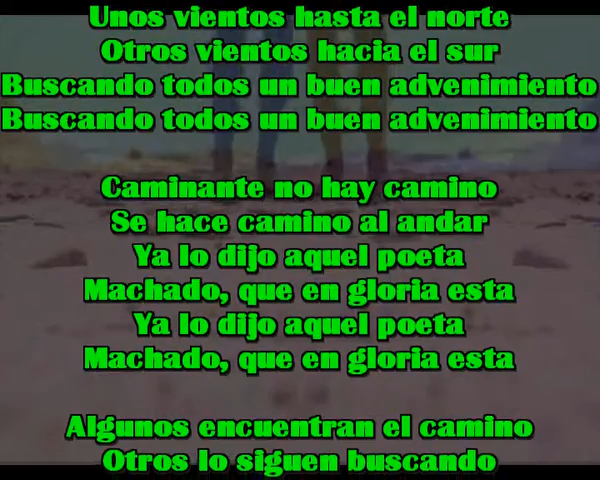 Unos vientos hasta el norte
Otros vientos hacia el sur
Buscando todos un buen advenimiento
Buscando todos un buen advenimiento
Caminante no hay camino
Se hace camino al andar
Ya lo dijo aquel poeta
Machado, que en gloria esta
Ya lo dijo aquel poeta
Machado, que en gloria esta
Algunos encuentran el camino
Otros lo siguen buscando